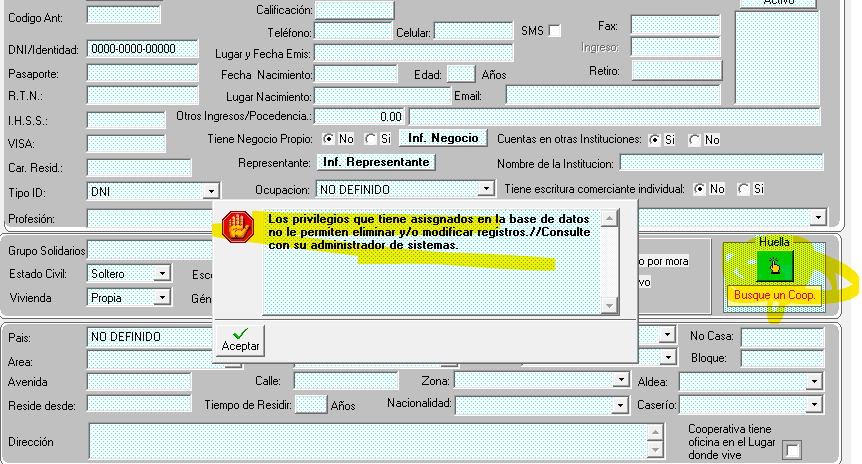 Activo
Calificación:
Codigo Ant:
Teléfono: Celular: SMS Fax:
DNI/Identidad: 0000-0000-00000 Lugar y Fecha Emis: Ingreso:
Pasaporte: Fecha Nacimiento: Edad: Años Retiro:
R.T.N.: Lugar Nacimiento: Email:
I.H.S.S.: Otros Ingresos/Pocedencia.: 0.00
VISA: Tiene Negocio Propio: No Si Inf. Negocio Cuentas en otras Instituciones: Si No
Car. Resid.: Representante: Inf. Representante Nombre de la Institucion:
Tipo ID: DNI Ocupacion: NO DEFINIDO Tiene escritura comerciante individual: No Si
Profesión:
Los privilegios que tiene asisgnados en la base de datos
no le permiten eliminar y/o modificar registros.//Consulte
con su administrador de sistemas.
Aceptar
Grupo Solidarios Huella
Estado Civil: Soltero Esc o por mora
Vivienda Propia Gén vo Busque un Coop.
Pais: NO DEFINIDO No Casa:
Area: Bloque:
Avenida Calle: Zona: Aldea:
Reside desde: Tiempo de Residir: Años Nacionalidad: Caserío:
Dirección Cooperativa tiene
oficina en el Lugar
donde vive